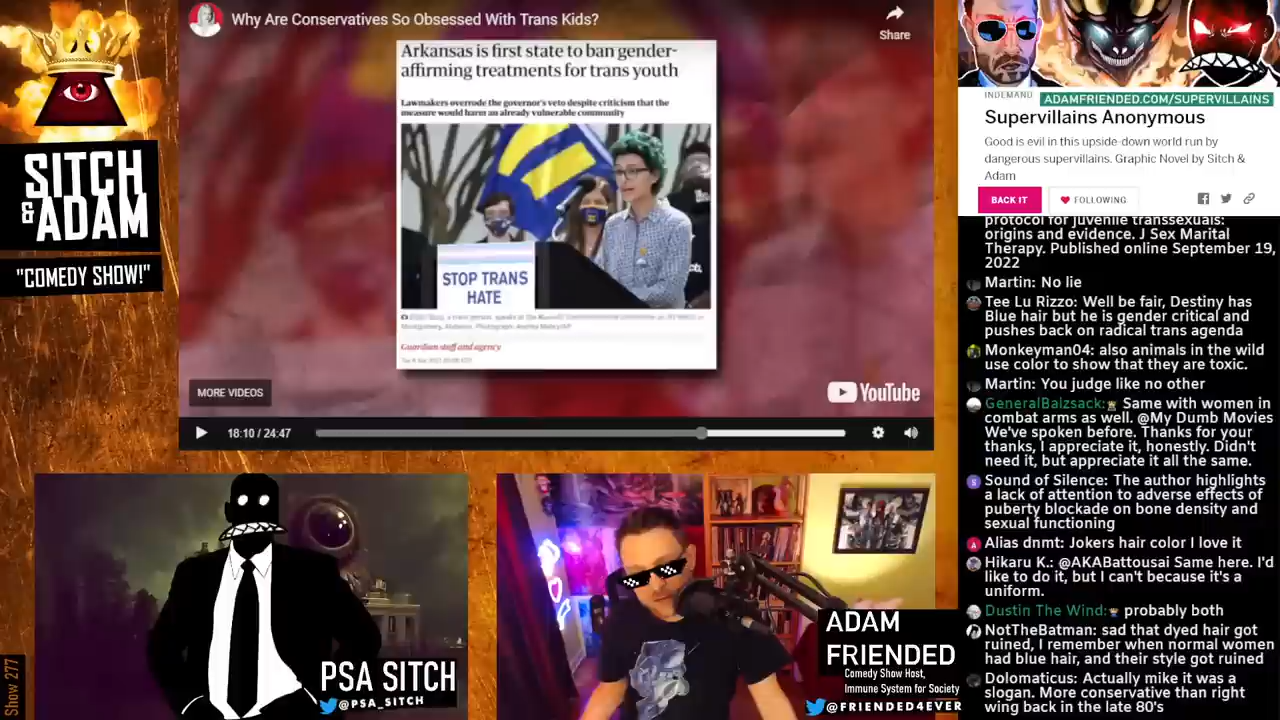 Why Are Conservatives So Obsessed With Trans Kids?
Share
Arkansas is first state to ban gender-
affirming treatments for trans youth
Lawmakers overrode the governor's veto despite criticism that the
measure would harm an already vulnerable community
STOP TRANS
HATE
Guardian staff and agency
MORE VIDEOS
YouTube
18:10 / 24:47
SITCH
& ADAM
"COMEDY SHOW!"
Show 277
PSA SITCH
@PSA_SITCH
ADAM
FRIENDED
Comedy Show Host,
Immune System for Society
@FRIENDED4EVER
INDEMAND
ADAMFRIENDED.COM/SUPERVILLAINS
Supervillains Anonymous
Good is evil in this upside-down world run by
dangerous supervillains. Graphic Novel by Sitch &
Adam
BACK IT
FOLLOWING
protocol for juvenile transsexuals:
origins and evidence. J Sex Marital
Therapy. Published online September 19,
2022
Martin: No lie
Tee Lu Rizzo: Well be fair, Destiny has
Blue hair but he is gender critical and
pushes back on radical trans agenda
Monkeyman04: aske animals in the wild
use color to show that they are toxic.
Martin: You judge like no other
GeneralBalzsack: Same with women in
combat arms as well. @My Dumb Movies
We've spoken before. Thanks for your
thanks, I appreciate it, honestly. Didn't
need it, but appreciate it all the same.
Sound of Silence: The author highlights
a lack of attention to adverse effects of
puberty blockade on bone density and
sexual functioning
Alias dnmt: Jokers hair color I love it
Hikaru K.: @AKABattousai Same here. I'd
like to do it, but I can't because it's a
uniform.
Dustin The Wind: probably both
NotTheBatman: sad that dyed hair got
ruined, I remember when normal women
had blue hair, and their style got ruined
Dolomaticus: Actually mike it was a
slogan. More conservative than right
wing back in the late 80's